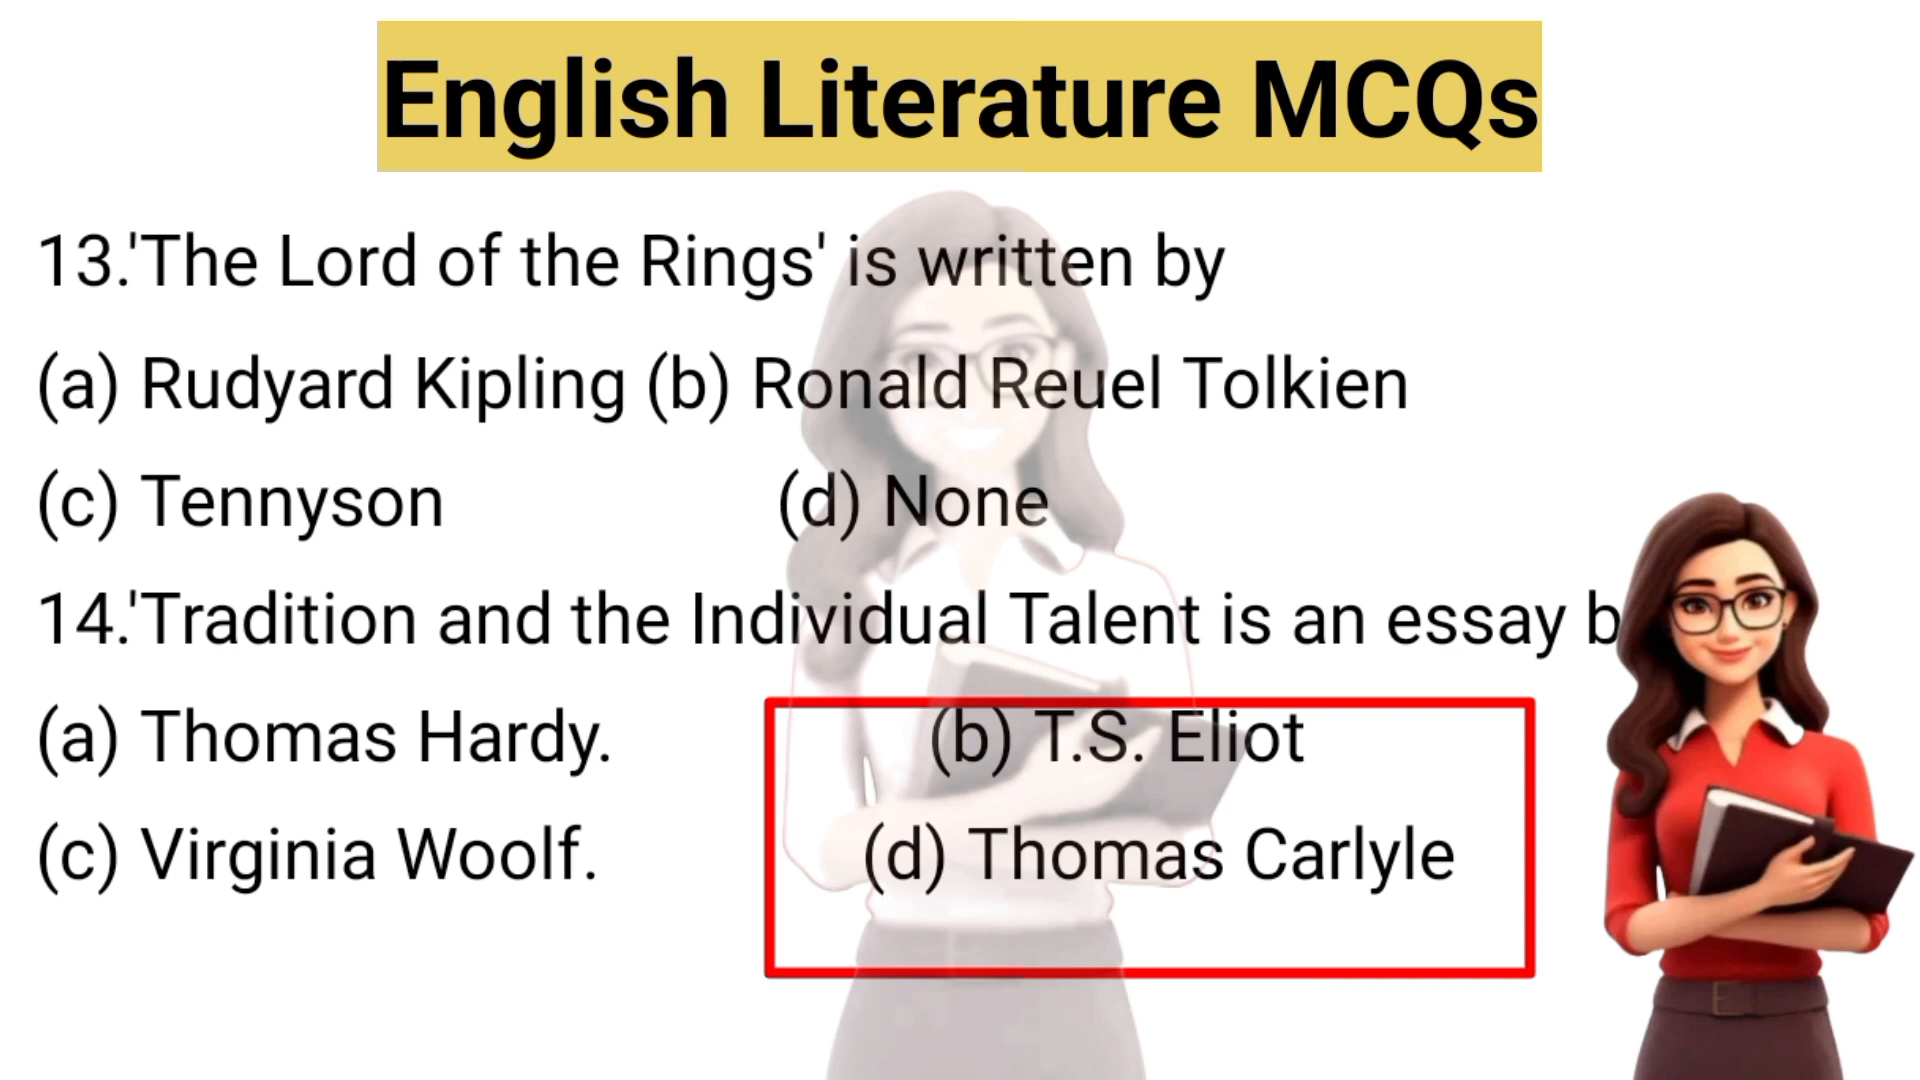 English Literature MCQs
13.'The Lord of the Rings' is written by
(a) Rudyard Kipling (b) Ronald Reuel Tolkien
(c) Tennyson (d) None
14.'Tradition and the Individual Talent is an essay b
(a) Thomas Hardy. (b) T.S. Eliot
(c) Virginia Woolf. (d) Thomas Carlyle